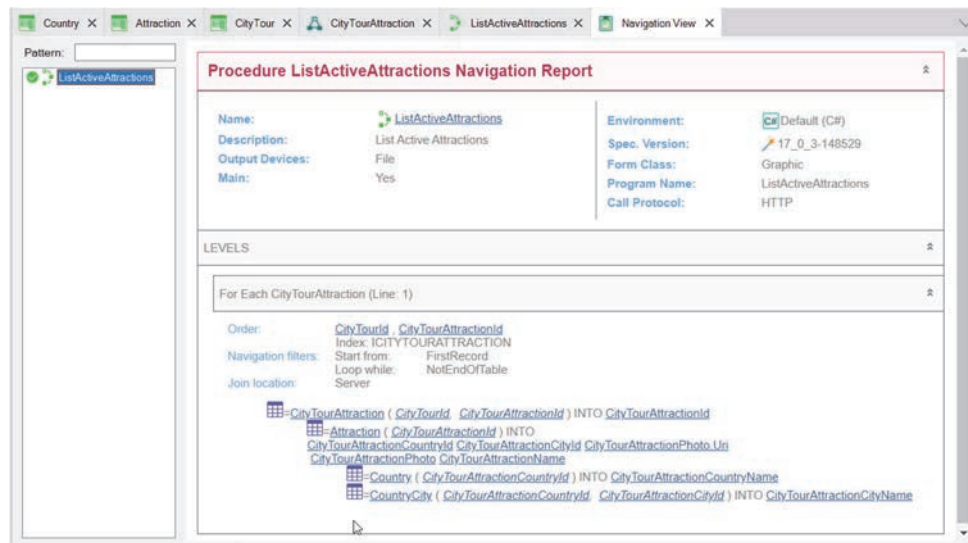 Country X Attraction X CityTour X CityTourAttraction X ListActiveAttractions X Navigation View X
Pattern:
ListActiveAttractions
Procedure ListActiveAttractions Navigation Report
Name: ListActiveAttractions
Description: List Active Attractions
Output Devices: File
Main: Yes
Environment: C# Default (C#)
Spec. Version: 17_0_3-148529
Form Class: Graphic
Program Name: ListActiveAttractions
Call Protocol: HTTP
LEVELS
For Each CityTourAttraction (Line: 1)
Order: CityTourId , CityTourAttractionId
Index: ICITYTOURATTRACTION
Navigation filters: Start from: FirstRecord
Loop while: NotEndOfTable
Join location: Server
=CityTourAttraction ( CityTourId, CityTourAttractionId ) INTO CityTourAttractionId
=Attraction ( CityTourAttractionId ) INTO
CityTourAttractionCountryId CityTourAttractionCityId CityTourAttractionPhoto.Uri
CityTourAttractionPhoto CityTourAttractionName
=Country ( CityTourAttractionCountryId ) INTO CityTourAttractionCountryName
=CountryCity ( CityTourAttractionCountryId, CityTourAttractionCityId ) INTO CityTourAttractionCityName